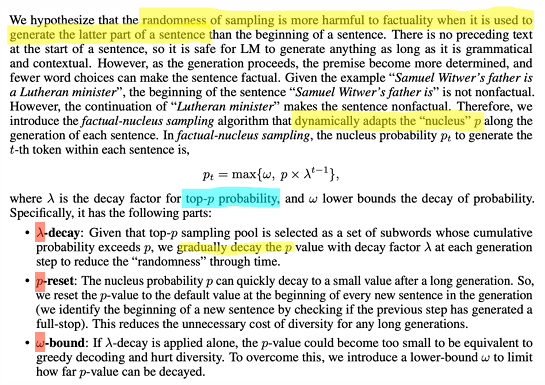 We hypothesize that the randomness of sampling is more harmful to factuality when it is used to
generate the latter part of a sentence than the beginning of a sentence. There is no preceding text
at the start of a sentence, so it is safe for LM to generate anything as long as it is grammatical
and contextual. However, as the generation proceeds, the premise become more determined, and
fewer word choices can make the sentence factual. Given the example “Samuel Witwer’s father is
a Lutheran minister”, the beginning of the sentence “Samuel Witwer’s father is” is not nonfactual.
However, the continuation of “Lutheran minister” makes the sentence nonfactual. Therefore, we
introduce the factual-nucleus sampling algorithm that dynamically adapts the “nucleus” p along the
generation of each sentence. In factual-nucleus sampling, the nucleus probability pₜ to generate the
t-th token within each sentence is,
pₜ = max{ω, p × λᵗ⁻¹},
where λ is the decay factor for top-p probability, and ω lower bounds the decay of probability.
Specifically, it has the following parts:
• λ-decay: Given that top-p sampling pool is selected as a set of subwords whose cumulative
probability exceeds p, we gradually decay the p value with decay factor λ at each generation
step to reduce the “randomness” through time.
• p-reset: The nucleus probability p can quickly decay to a small value after a long generation. So,
we reset the p-value to the default value at the beginning of every new sentence in the generation
(we identify the beginning of a new sentence by checking if the previous step has generated a
full-stop). This reduces the unnecessary cost of diversity for any long generations.
• ω-bound: If λ-decay is applied alone, the p-value could become too small to be equivalent to
greedy decoding and hurt diversity. To overcome this, we introduce a lower-bound ω to limit
how far p-value can be decayed.